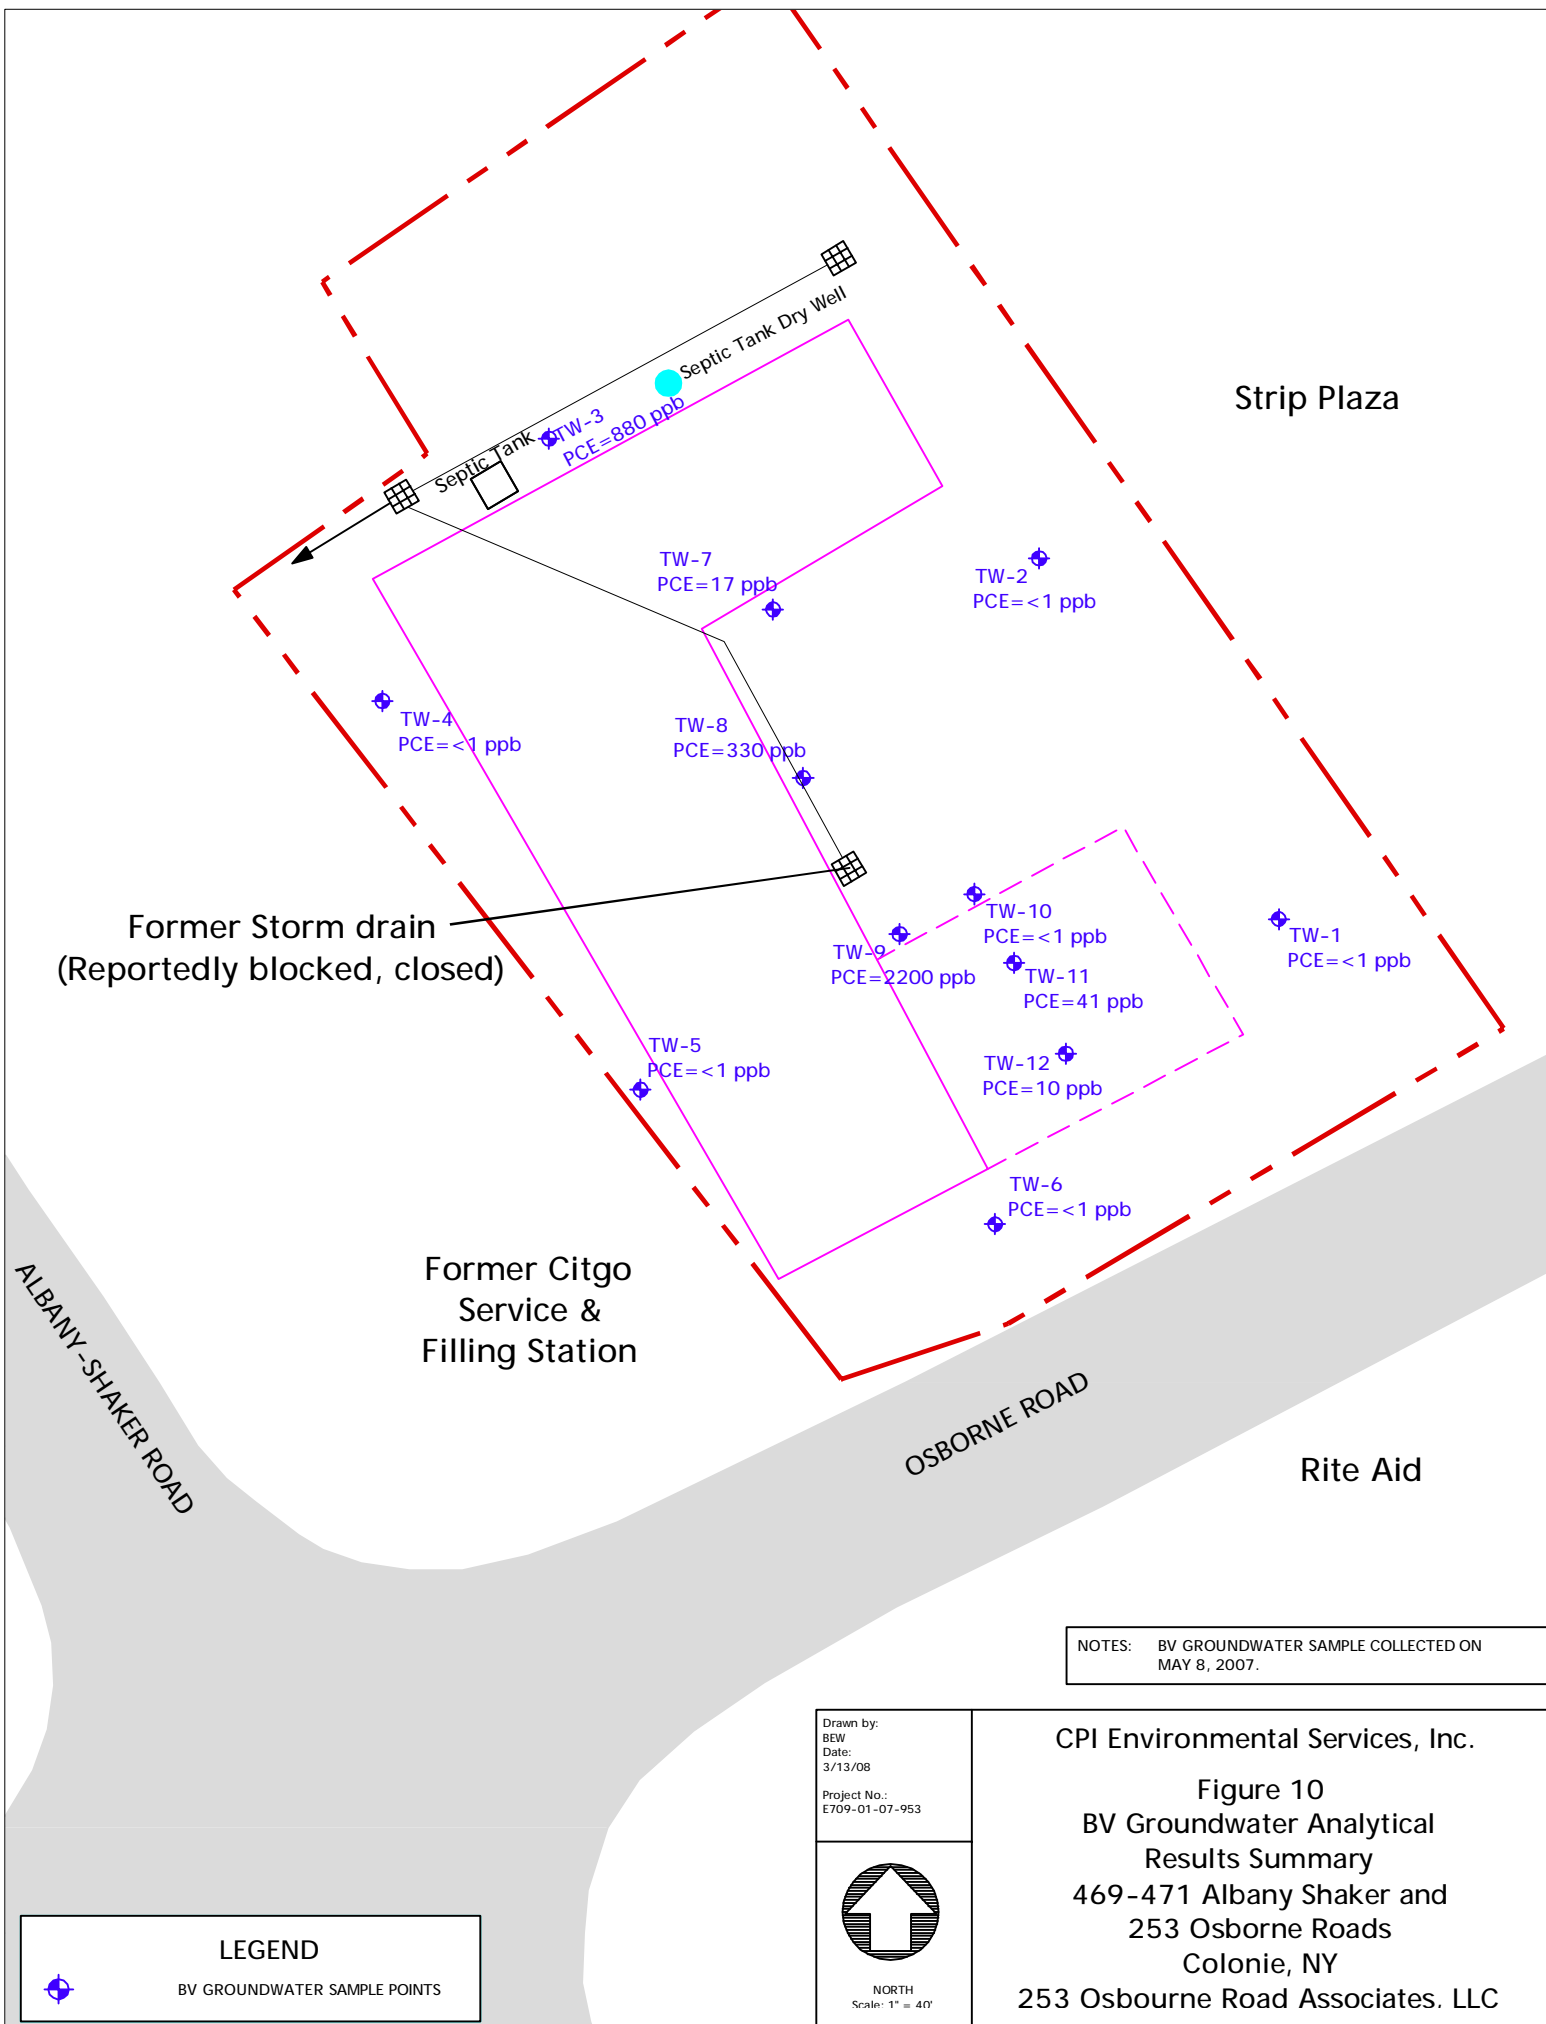 Septic Tank Dry Well
Strip Plaza
TW-3
PCE=880 ppb
Septic Tank
TW-7
PCE=17 ppb
TW-2
PCE=<1 ppb
TW-4
PCE=<1 ppb
TW-8
PCE=330 ppb
Former Storm drain
(Reportedly blocked, closed)
TW-10
PCE=<1 ppb
TW-1
PCE=<1 ppb
TW-9
PCE=2200 ppb
TW-11
PCE=41 ppb
TW-5
PCE=<1 ppb
TW-12
PCE=10 ppb
TW-6
PCE=<1 ppb
Former Citgo
Service &
Filling Station
ALBANY-SHAKER ROAD
OSBORNE ROAD
Rite Aid
NOTES: BV GROUNDWATER SAMPLE COLLECTED ON
MAY 8, 2007.
Drawn by:
BEW
Date:
3/13/08
Project No.:
E709-01-07-953
CPI Environmental Services, Inc.
Figure 10
BV Groundwater Analytical
Results Summary
469-471 Albany Shaker and
253 Osborne Roads
Colonie, NY
253 Osbourne Road Associates. LLC
NORTH
Scale: 1" = 40'
LEGEND
BV GROUNDWATER SAMPLE POINTS